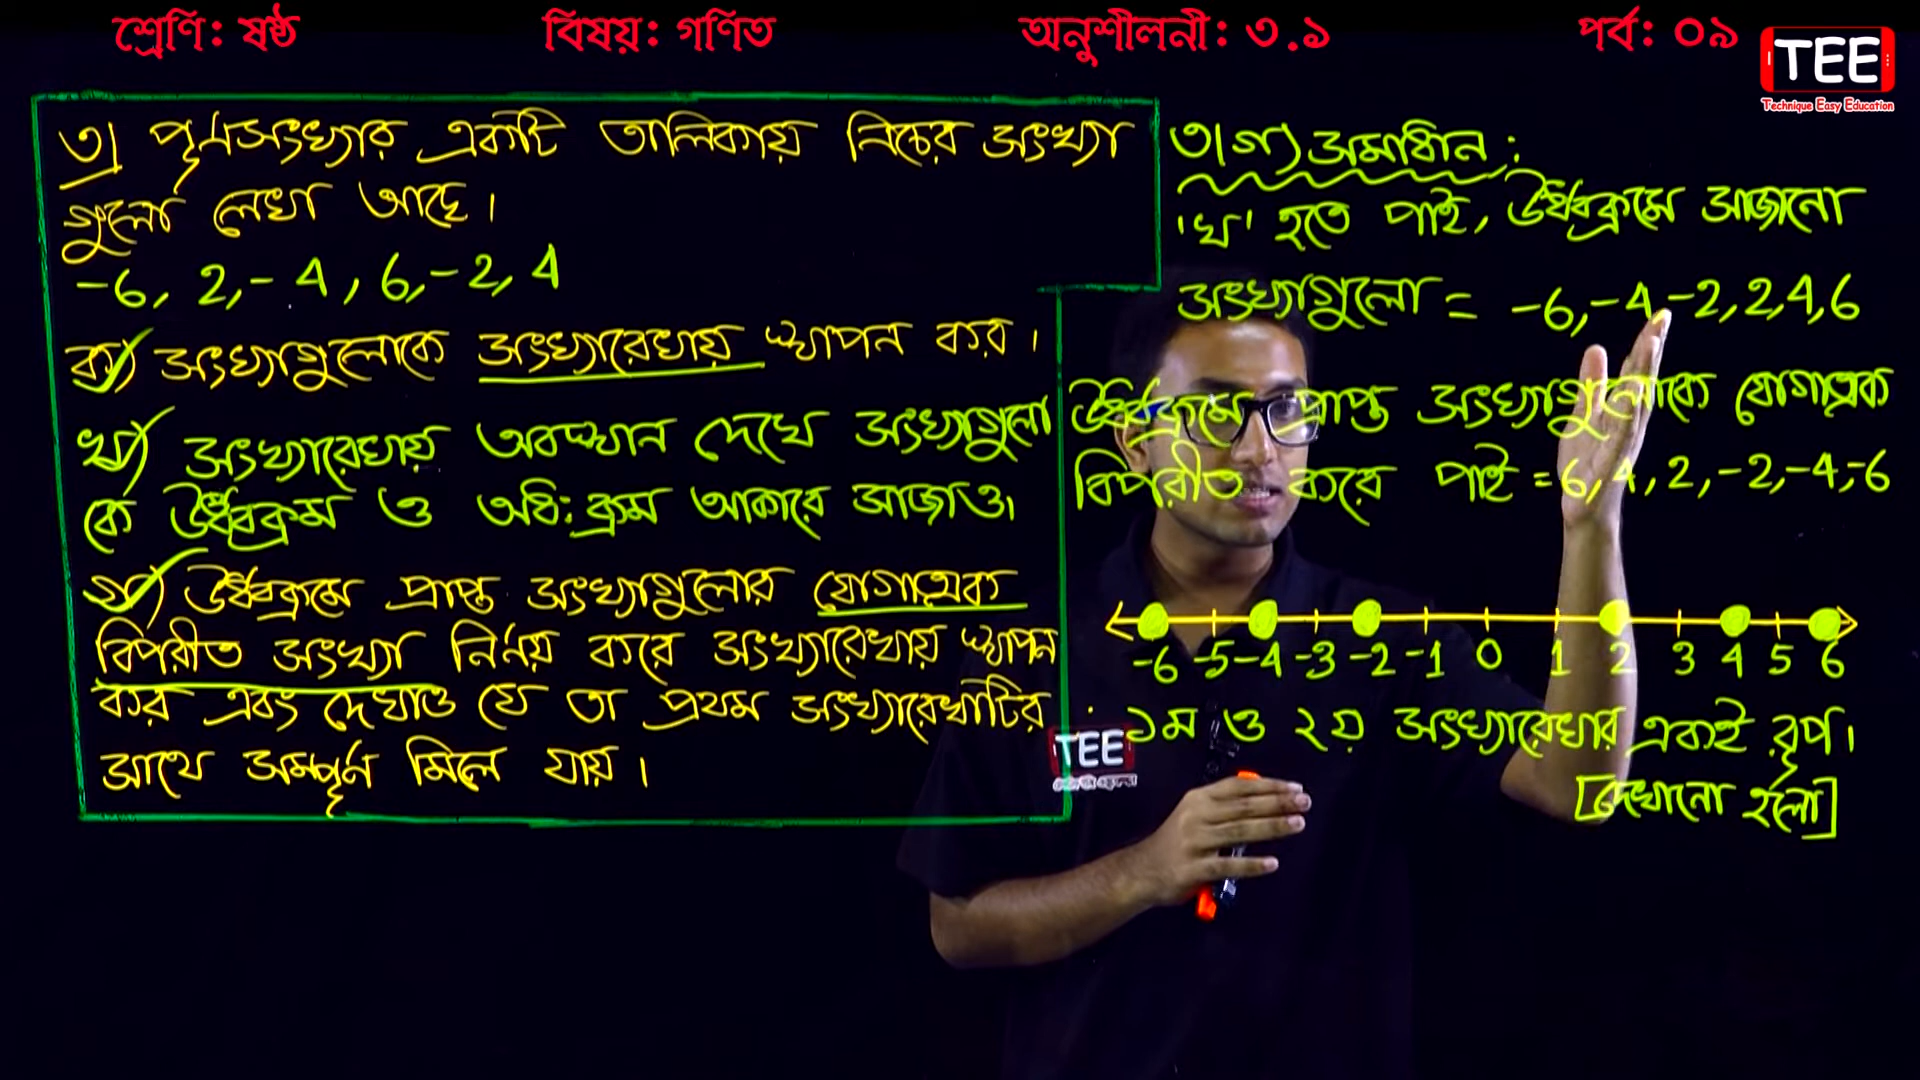 শ্রেণি: ষষ্ঠ
বিষয়: গণিত
অনুশীলনী: ৩.১
পর্ব: ০৯
TEE
Technique Easy Education
৩) পূর্ণসংখ্যার একটি তালিকায় নিচের সংখ্যা
গুলো লেখা আছে।
-6, 2, -4, 6, -2, 4
ক) সংখ্যাগুলোকে সংখ্যারেখায় স্থাপন কর।
খ) সংখ্যারেখায় অবস্থান দেখে সংখ্যাগুলো
কে ঊর্ধ্বক্রম ও অধি:ক্রম আকারে সাজাও।
গ) ঊর্ধ্বক্রমে প্রাপ্ত সংখ্যাগুলোর যোগাত্মক
বিপরীত সংখ্যা নির্ণয় করে সংখ্যারেখায় স্থাপন
কর এবং দেখাও যে তা প্রথম সংখ্যারেখাটির
সাথে সম্পূর্ণ মিলে যায়।
৩(গ) সমাধান:
'খ' হতে পাই, ঊর্ধ্বক্রমে সাজানো
সংখ্যাগুলো = -6, -4, -2, 2, 4, 6
ঊর্ধ্বক্রমে প্রাপ্ত সংখ্যাগুলোকে যোগাত্মক
বিপরীত করে পাই = 6, 4, 2, -2, -4, -6
-6 -5 -4 -3 -2 -1 0 1 2 3 4 5 6
১ম ও ২য় সংখ্যারেখার একই রূপ।
[দেখানো হলো]
TEE